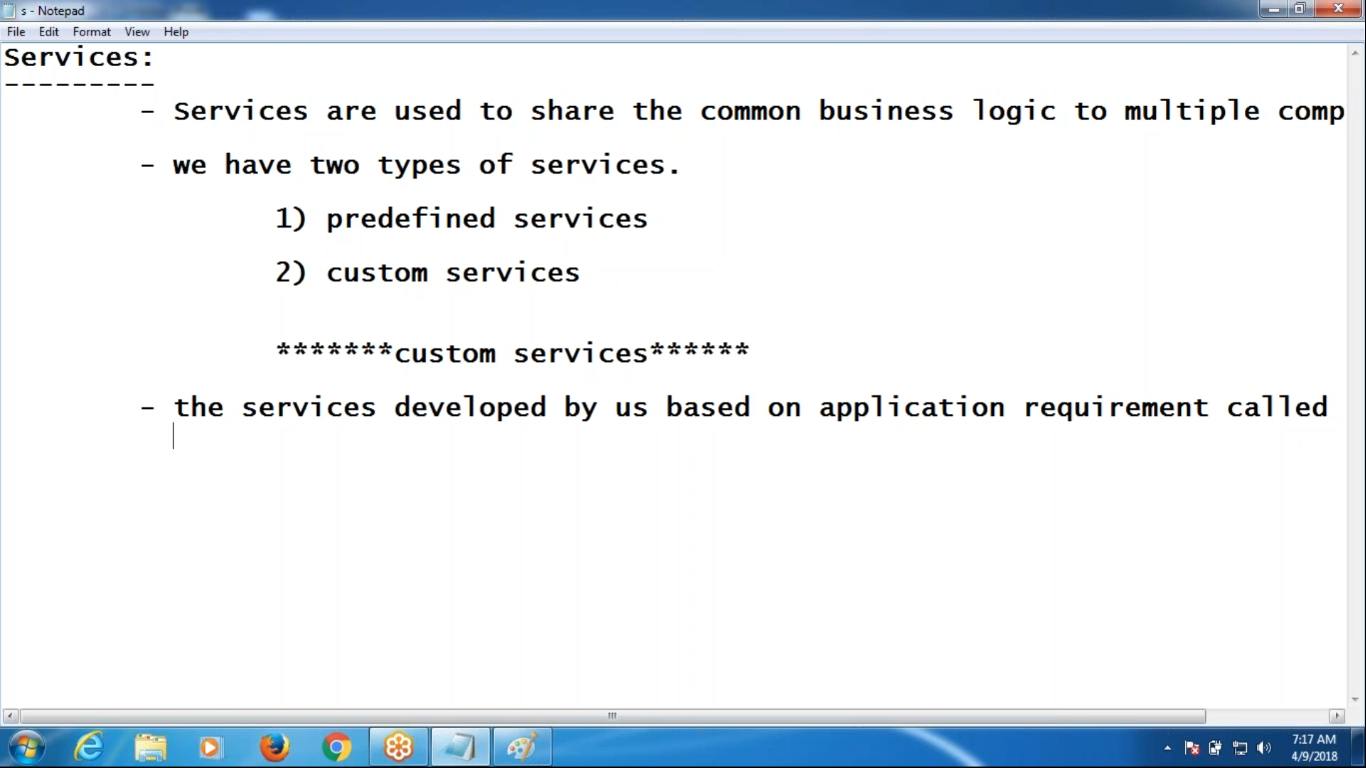 s - Notepad
File Edit Format View Help
Services:
---------
- Services are used to share the common business logic to multiple comp
- we have two types of services.
1) predefined services
2) custom services
*******custom services******
- the services developed by us based on application requirement called
7:17 AM
4/9/2018